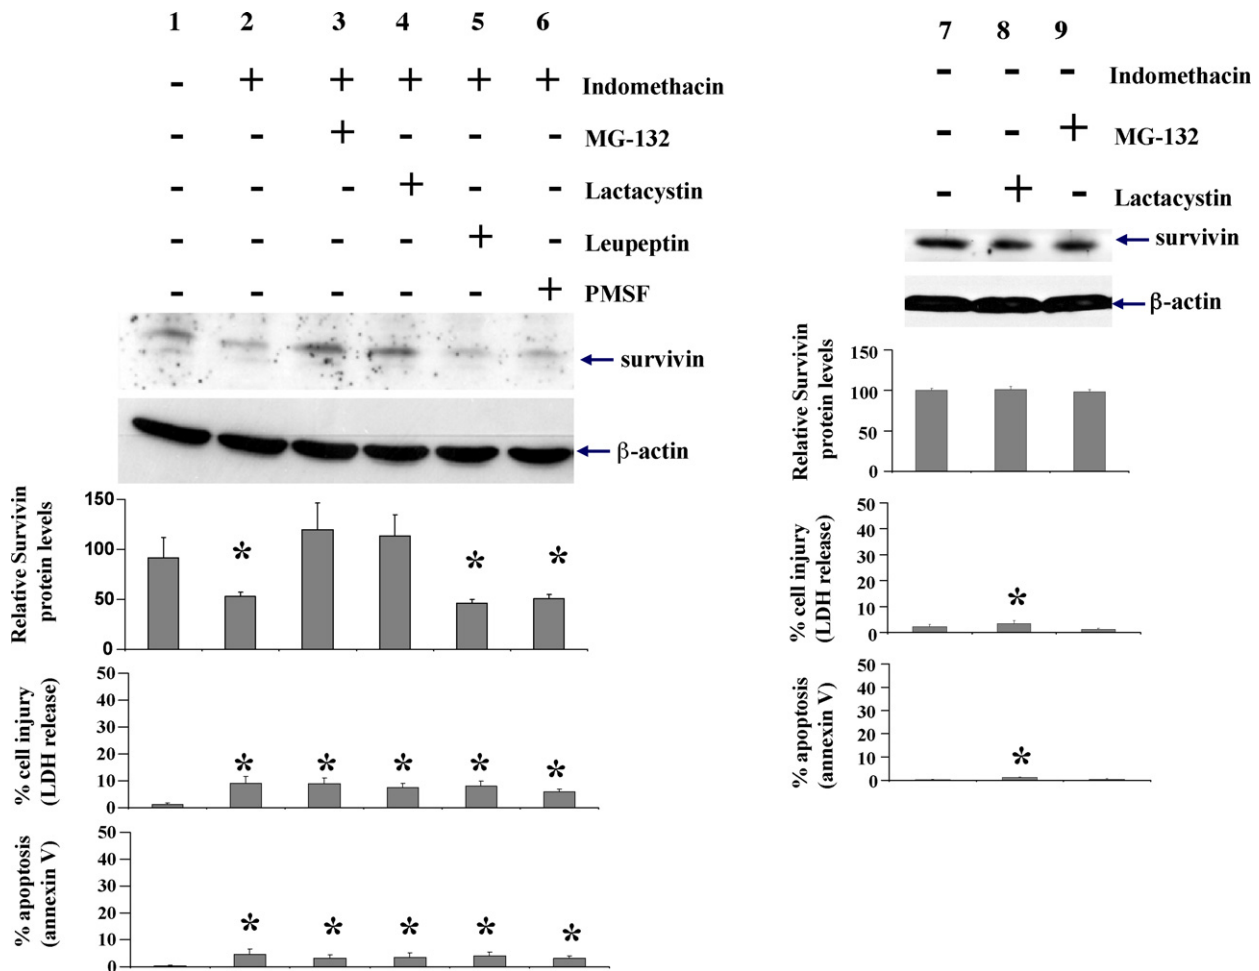 1 2 3 4 5 6
- + + + + + Indomethacin
- - + - - - MG-132
- - - + - - Lactacystin
- - - - + - Leupeptin
- - - - - + PMSF
survivin
β-actin
Relative Survivin
protein levels
150
100
50
0
* * *
% cell injury
(LDH release)
50
40
30
20
10
0
* * * * *
% apoptosis
(annexin V)
50
40
30
20
10
0
* * * * *
7 8 9
- - - Indomethacin
- - + MG-132
- + - Lactacystin
survivin
β-actin
Relative Survivin
protein levels
150
100
50
0
% cell injury
(LDH release)
50
40
30
20
10
0
*
% apoptosis
(annexin V)
50
40
30
20
10
0
*